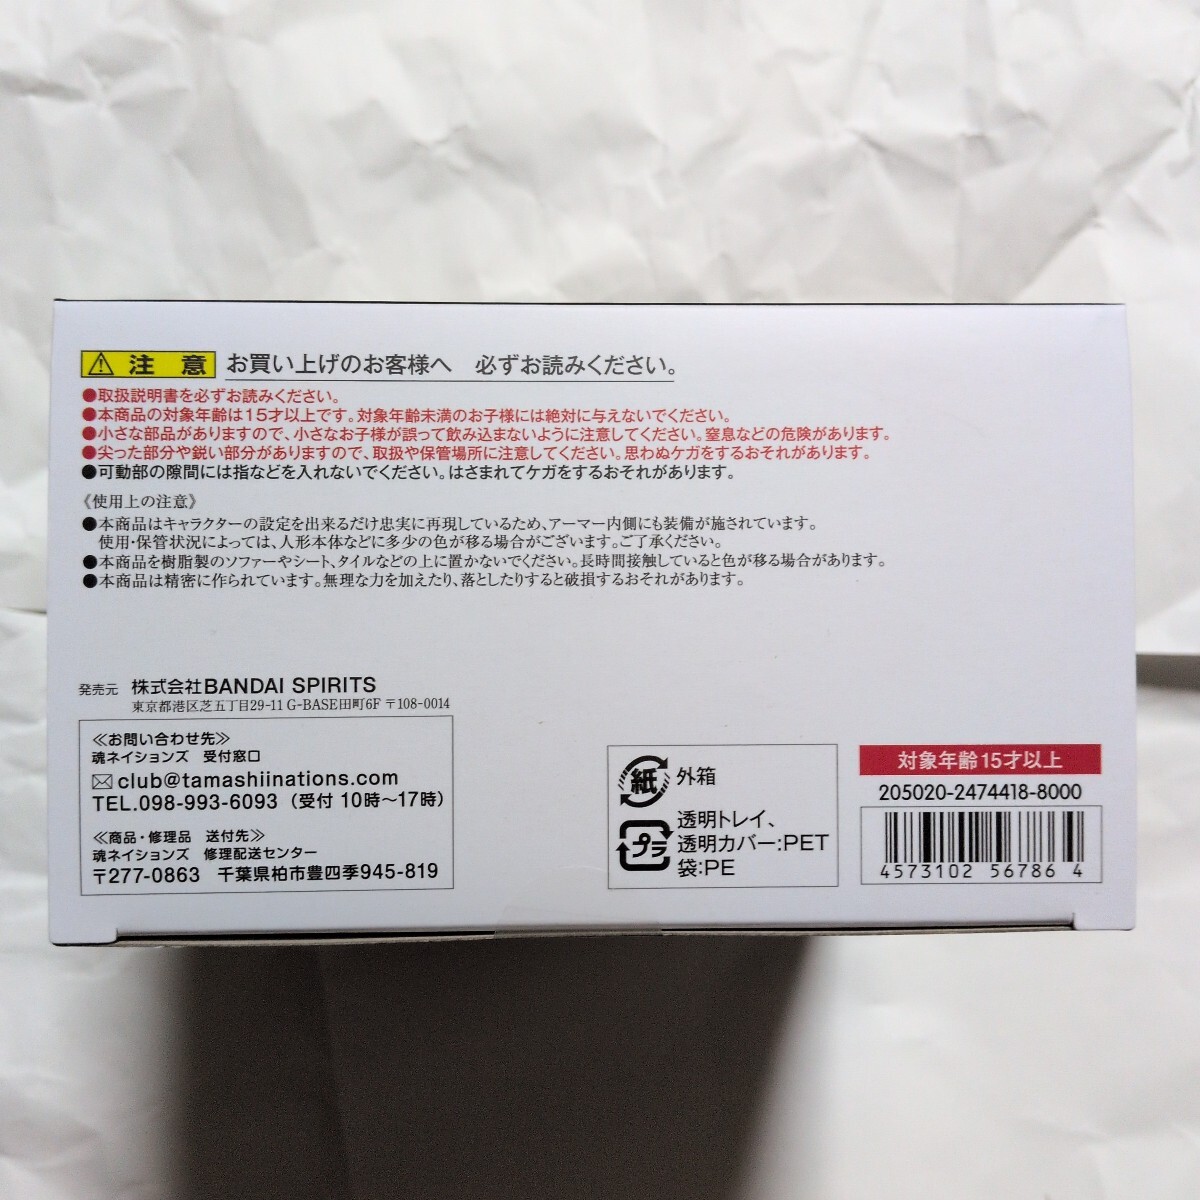 ⚠注意 お買い上げのお客様へ 必ずお読みください。
●取扱説明書を必ずお読みください。
●本商品の対象年齢は15才以上です。対象年齢未満のお子様には絶対に与えないでください。
●小さな部品がありますので、小さなお子様が誤って飲み込まないように注意してください。窒息などの危険があります。
●尖った部分や鋭い部分がありますので、取扱や保管場所に注意してください。思わぬケガをするおそれがあります。
●可動部の隙間には指などを入れないでください。はさまれてケガをするおそれがあります。
《使用上の注意》
●本商品はキャラクターの設定を出来るだけ忠実に再現しているため、アーマー内側にも装備が施されています。
使用・保管状況によっては、人形本体などに多少の色が移る場合がございます。ご了承ください。
●本商品を樹脂製のソファーやシート、タイルなどの上に置かないでください。長時間接触していると色が移る場合があります。
●本商品は精密に作られています。無理な力を加えたり、落としたりすると破損するおそれがあります。
発売元 株式会社BANDAI SPIRITS
東京都港区芝五丁目29-11 G-BASE田町6F 〒108-0014
≪お問い合わせ先≫
魂ネイションズ 受付窓口
club@tamashiinations.com
TEL.098-993-6093（受付 10時～17時）
≪商品・修理品 送付先≫
魂ネイションズ 修理配送センター
〒277-0863 千葉県柏市豊四季945-819
紙 外箱
プラ 透明トレイ、
透明カバー:PET
袋:PE
対象年齢15才以上
205020-2474418-8000
4573102 56786 4